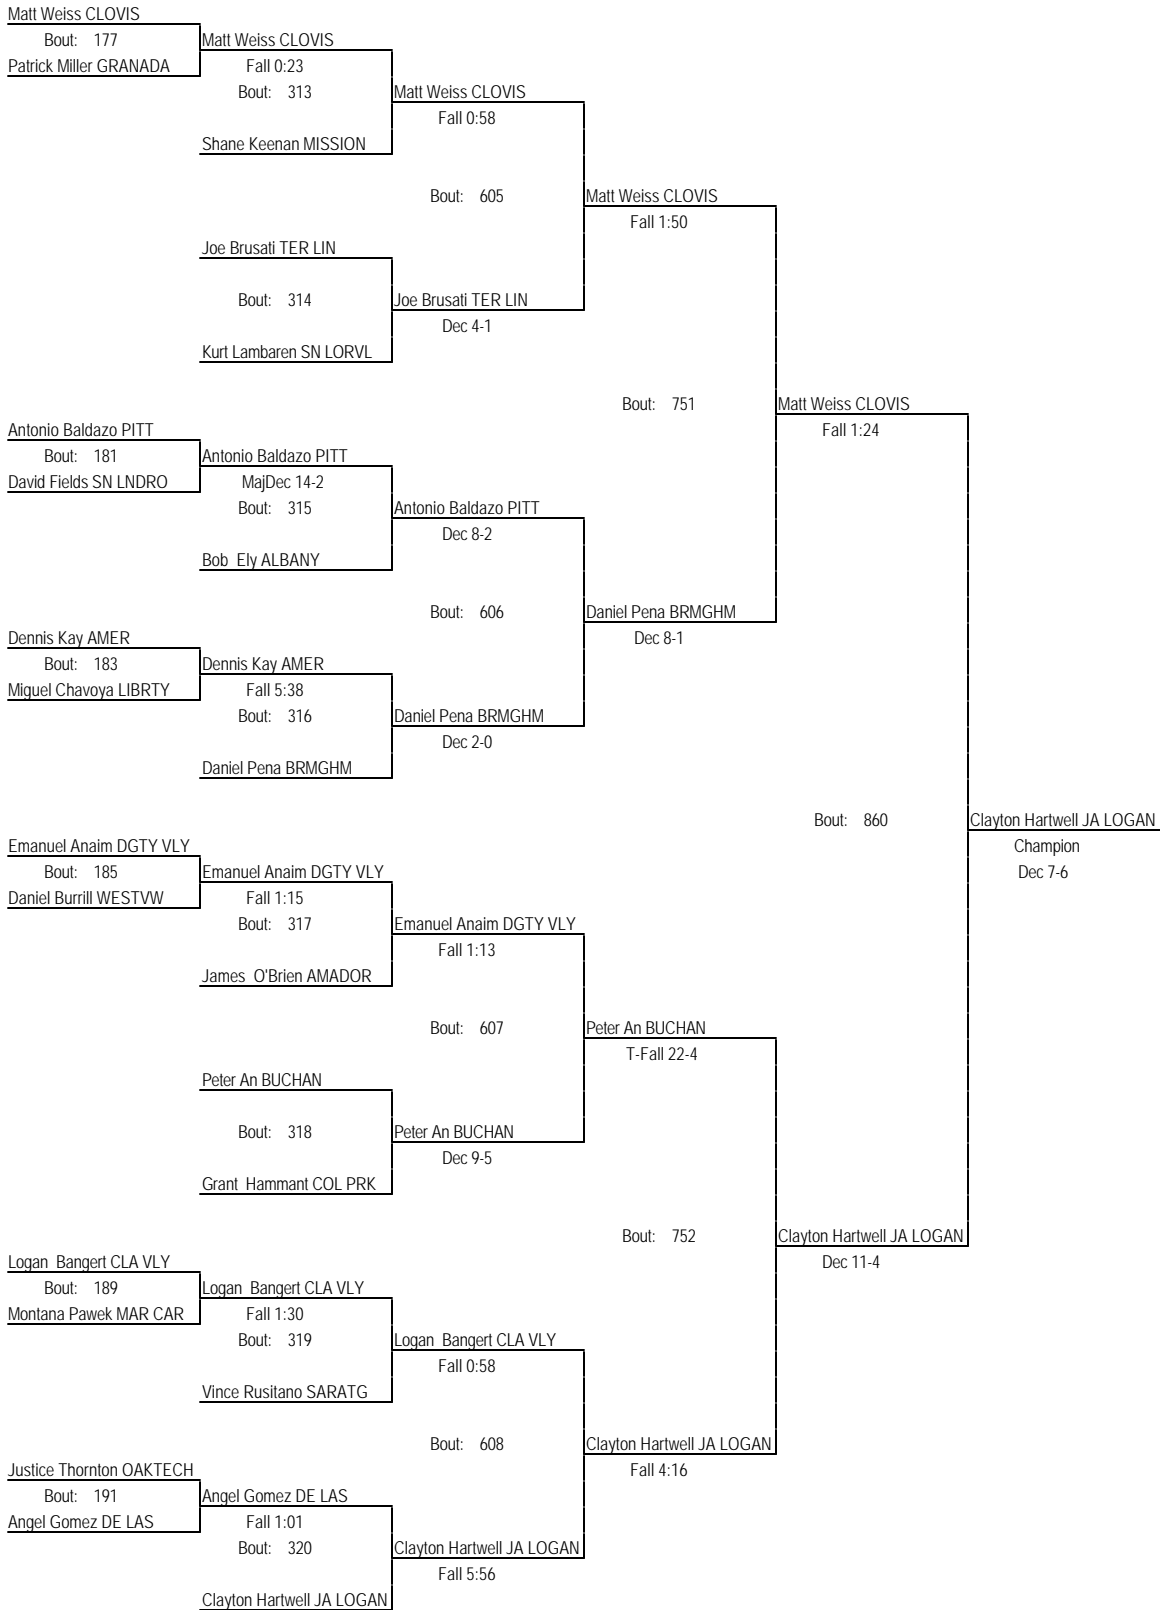 Matt Weiss CLOVIS
Bout: 177
Matt Weiss CLOVIS
Patrick Miller GRANADA
Fall 0:23
Bout: 313
Matt Weiss CLOVIS
Fall 0:58
Shane Keenan MISSION
Bout: 605
Matt Weiss CLOVIS
Fall 1:50
Joe Brusati TER LIN
Bout: 314
Joe Brusati TER LIN
Dec 4-1
Kurt Lambaren SN LORVL
Bout: 751
Matt Weiss CLOVIS
Antonio Baldazo PITT
Fall 1:24
Bout: 181
Antonio Baldazo PITT
David Fields SN LNDRO
MajDec 14-2
Bout: 315
Antonio Baldazo PITT
Dec 8-2
Bob Ely ALBANY
Bout: 606
Daniel Pena BRMGHM
Dennis Kay AMER
Dec 8-1
Bout: 183
Dennis Kay AMER
Miguel Chavoya LIBRTY
Fall 5:38
Bout: 316
Daniel Pena BRMGHM
Dec 2-0
Daniel Pena BRMGHM
Bout: 860
Clayton Hartwell JA LOGAN
Emanuel Anaim DGTY VLY
Champion
Bout: 185
Emanuel Anaim DGTY VLY
Dec 7-6
Daniel Burrill WESTVW
Fall 1:15
Bout: 317
Emanuel Anaim DGTY VLY
Fall 1:13
James O'Brien AMADOR
Bout: 607
Peter An BUCHAN
T-Fall 22-4
Peter An BUCHAN
Bout: 318
Peter An BUCHAN
Dec 9-5
Grant Hammant COL PRK
Bout: 752
Clayton Hartwell JA LOGAN
Logan Bangert CLA VLY
Dec 11-4
Bout: 189
Logan Bangert CLA VLY
Montana Pawek MAR CAR
Fall 1:30
Bout: 319
Logan Bangert CLA VLY
Fall 0:58
Vince Rusitano SARATG
Bout: 608
Clayton Hartwell JA LOGAN
Justice Thornton OAKTECH
Fall 4:16
Bout: 191
Angel Gomez DE LAS
Angel Gomez DE LAS
Fall 1:01
Bout: 320
Clayton Hartwell JA LOGAN
Fall 5:56
Clayton Hartwell JA LOGAN